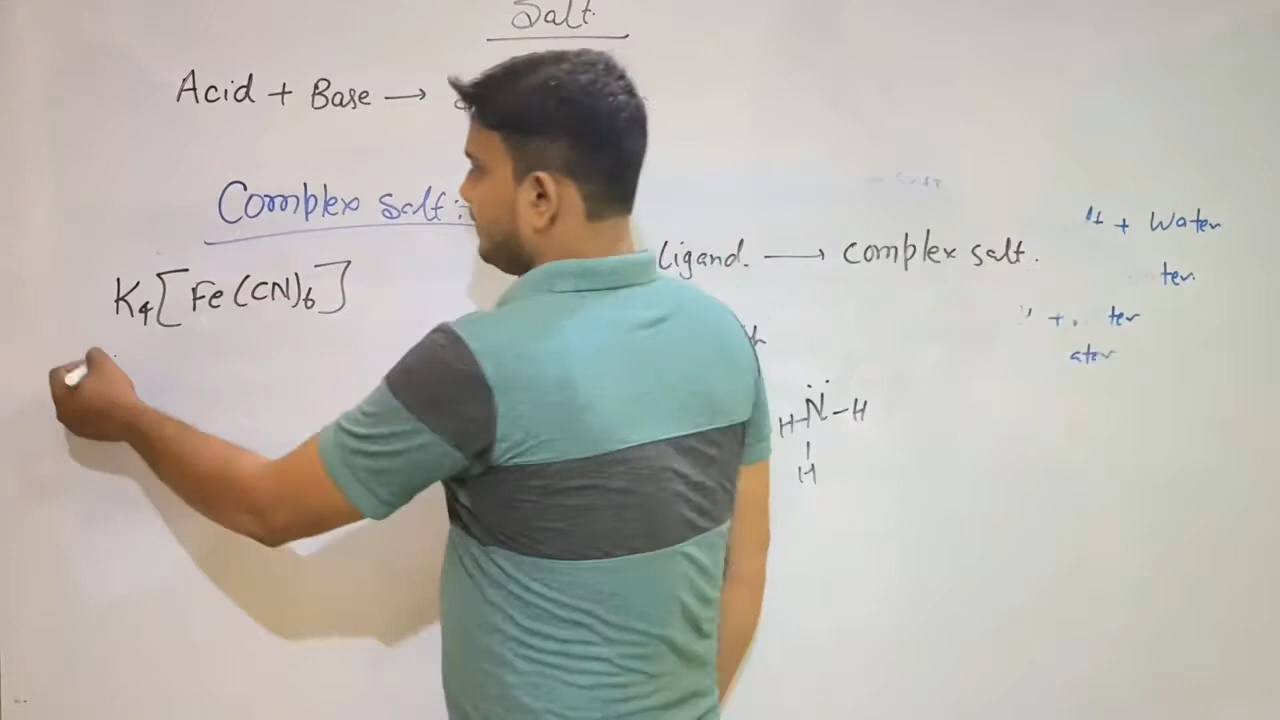 Salt
Acid + Base →
Complex Salt :-
ligand. → complex salt.
+ Water
K4[Fe(CN)6]
H-N̈-H
H